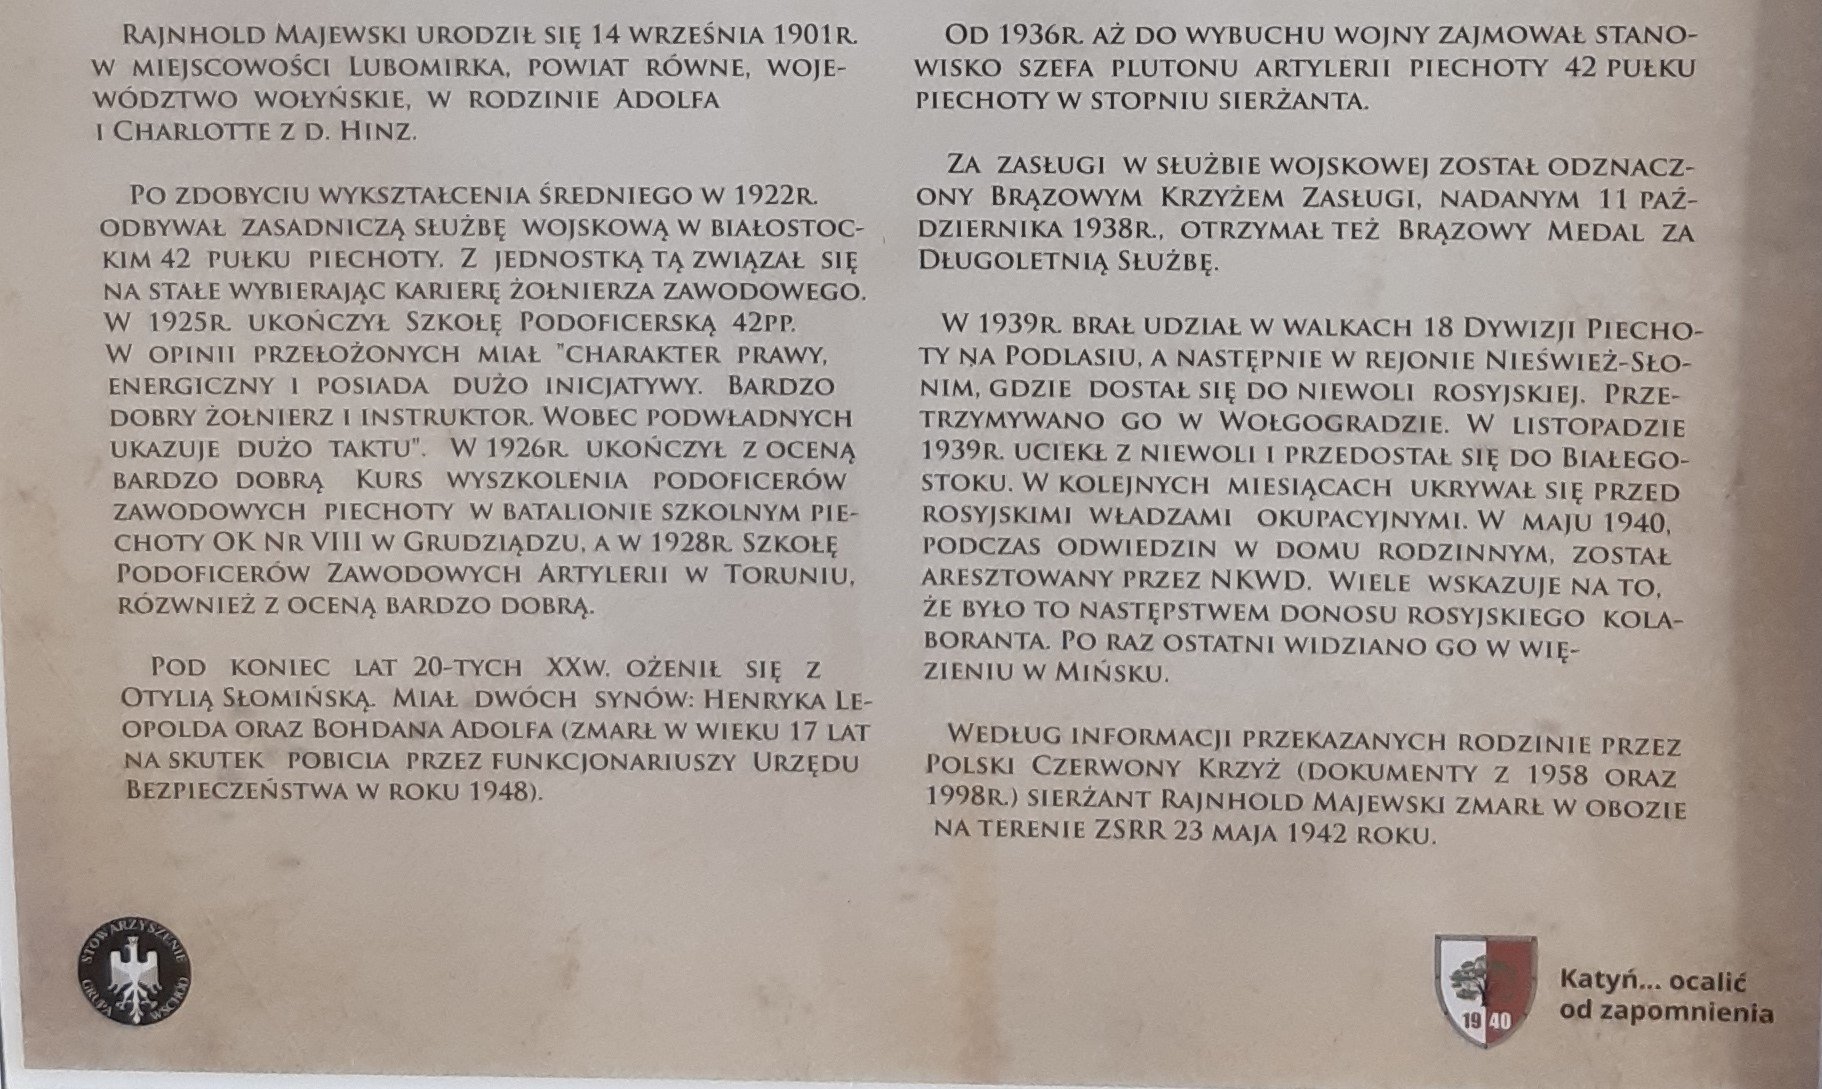 Rajnhold Majewski urodził się 14 września 1901r.
w miejscowości Lubomirka, powiat Równe, woje-
wództwo wołyńskie, w rodzinie Adolfa
i Charlotte z d. Hinz.
Po zdobyciu wykształcenia średniego w 1922r.
odbywał zasadniczą służbę wojskową w białostoc-
kim 42 pułku piechoty. Z jednostką tą związał się
na stałe wybierając karierę żołnierza zawodowego.
W 1925r. ukończył Szkołę Podoficerską 42pp.
W opinii przełożonych miał "charakter prawy,
energiczny i posiada dużo inicjatywy. Bardzo
dobry żołnierz i instruktor. Wobec podwładnych
ukazuje dużo taktu". W 1926r. ukończył z oceną
bardzo dobrą Kurs wyszkolenia podoficerów
zawodowych piechoty w batalionie szkolnym pie-
choty OK Nr VIII w Grudziądzu, a w 1928r. Szkołę
Podoficerów Zawodowych Artylerii w Toruniu,
rózwnież z oceną bardzo dobrą.
Pod koniec lat 20-tych XXw. ożenił się z
Otylią Słomińską. Miał dwóch synów: Henryka Le-
opolda oraz Bohdana Adolfa (zmarł w wieku 17 lat
na skutek pobicia przez funkcjonariuszy Urzędu
Bezpieczeństwa w roku 1948).
Od 1936r. aż do wybuchu wojny zajmował stano-
wisko szefa plutonu artylerii piechoty 42 pułku
piechoty w stopniu sierżanta.
Za zasługi w służbie wojskowej został odznacz-
ony Brązowym Krzyżem Zasługi, nadanym 11 paź-
dziernika 1938r., otrzymał też Brązowy Medal za
Długoletnią Służbę.
W 1939r. brał udział w walkach 18 Dywizji Piecho-
ty na Podlasiu, a następnie w rejonie Nieśwież-Sło-
nim, gdzie dostał się do niewoli rosyjskiej. Prze-
trzymywano go w Wołgogradzie. W listopadzie
1939r. uciekł z niewoli i przedostał się do Białego-
stoku. W kolejnych miesiącach ukrywał się przed
rosyjskimi władzami okupacyjnymi. W maju 1940,
podczas odwiedzin w domu rodzinnym, został
aresztowany przez NKWD. Wiele wskazuje na to,
że było to następstwem donosu rosyjskiego kola-
boranta. Po raz ostatni widziano go w wię-
zieniu w Mińsku.
Według informacji przekazanych rodzinie przez
Polski Czerwony Krzyż (dokumenty z 1958 oraz
1998r.) sierżant Rajnhold Majewski zmarł w obozie
na terenie ZSRR 23 maja 1942 roku.
STOWARZYSZENIE
GRUPA WSCHÓD
19 40
Katyń... ocalić
od zapomnienia